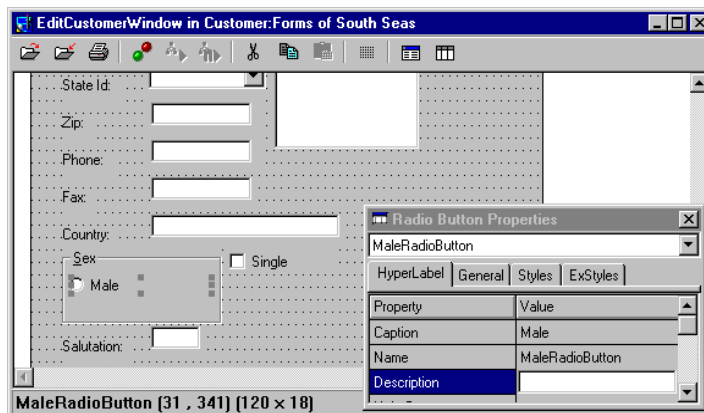 EditCustomerWindow in Customer:Forms of South Seas
State Id:
Zip:
Phone:
Fax:
Country:
Sex
Single
Male
Salutation:
MaleRadioButton (31 , 341) (120 x 18)
Radio Button Properties
MaleRadioButton
HyperLabel General Styles ExStyles
Property Value
Caption Male
Name MaleRadioButton
Description